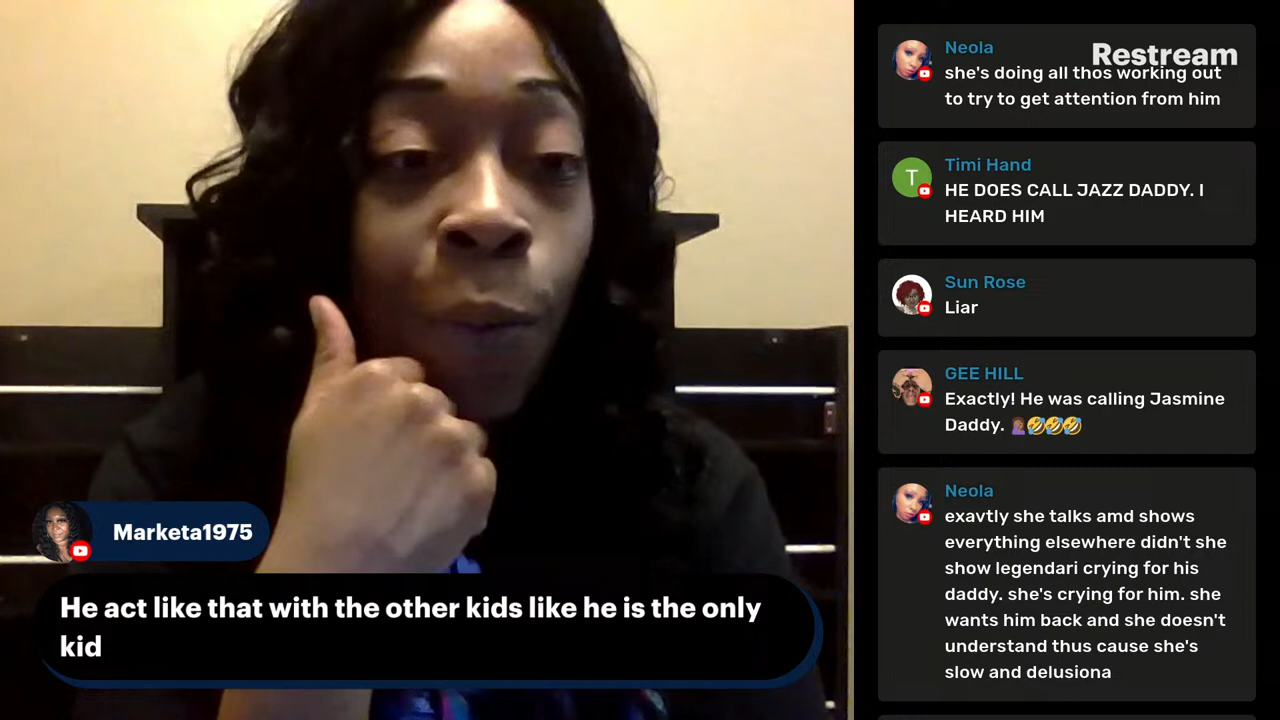 Restream
Neola
she's doing all thos working out
to try to get attention from him
Timi Hand
T
HE DOES CALL JAZZ DADDY. I
HEARD HIM
Sun Rose
Liar
GEE HILL
Exactly! He was calling Jasmine
Daddy. 🤦🏽‍♀️🤣🤣🤣
Neola
exavtly she talks amd shows
everything elsewhere didn't she
show legendari crying for his
daddy. she's crying for him. she
wants him back and she doesn't
understand thus cause she's
slow and delusiona
Marketa1975
He act like that with the other kids like he is the only
kid